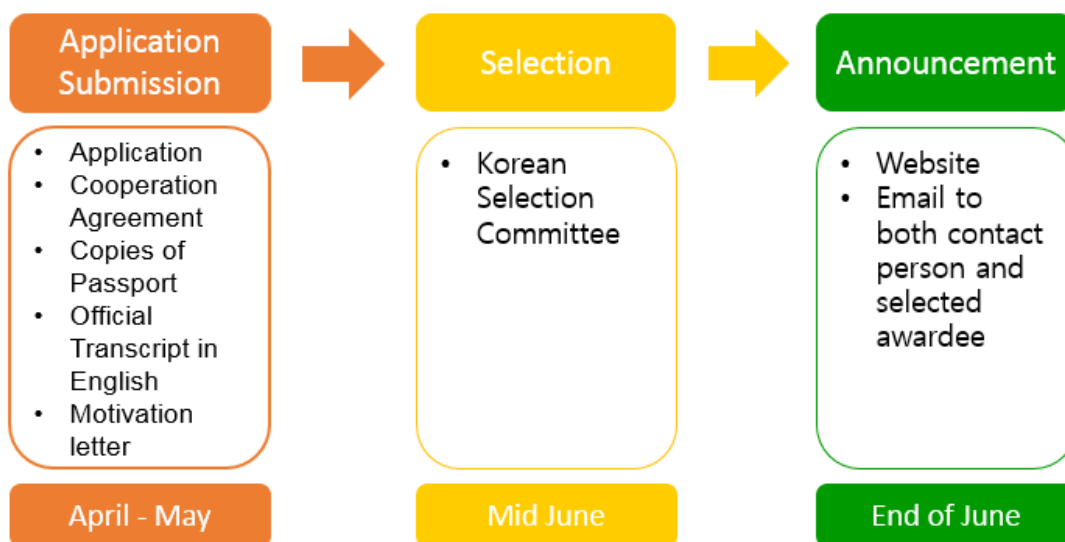 Application
Submission
• Application
• Cooperation
Agreement
• Copies of
Passport
• Official
Transcript in
English
• Motivation
letter
April - May
Selection
• Korean
Selection
Committee
Mid June
Announcement
• Website
• Email to
both contact
person and
selected
awardee
End of June